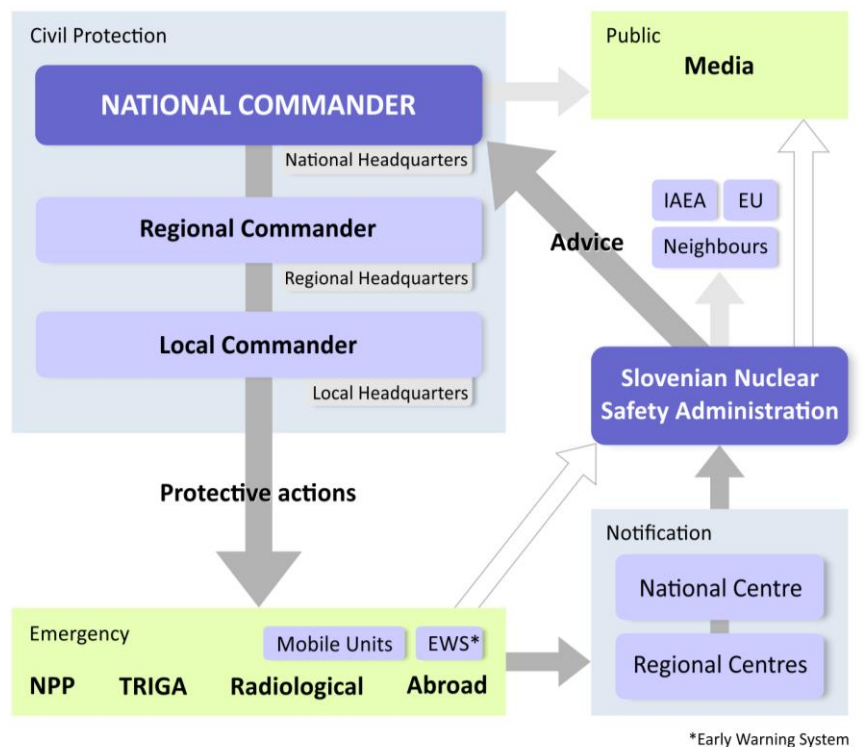 Civil Protection
NATIONAL COMMANDER
National Headquarters
Regional Commander
Regional Headquarters
Local Commander
Local Headquarters
Protective actions
Public
Media
IAEA
EU
Neighbours
Advice
Slovenian Nuclear
Safety Administration
Notification
National Centre
Regional Centres
Emergency
Mobile Units
EWS*
NPP
TRIGA
Radiological
Abroad
*Early Warning System